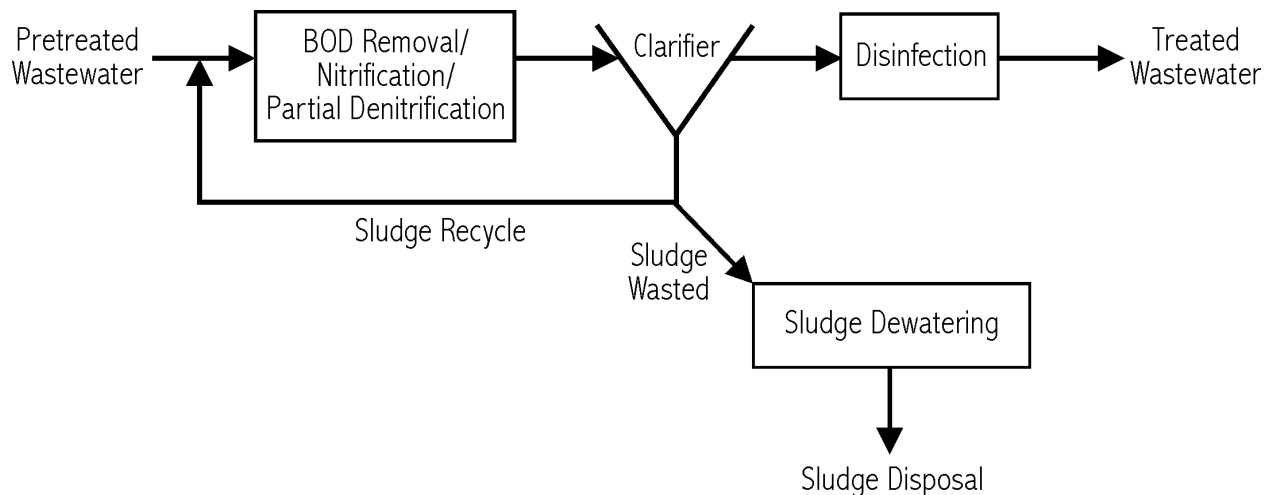 Pretreated
Wastewater
BOD Removal/
Nitrification/
Partial Denitrification
Clarifier
Disinfection
Treated
Wastewater
Sludge Recycle
Sludge
Wasted
Sludge Dewatering
Sludge Disposal